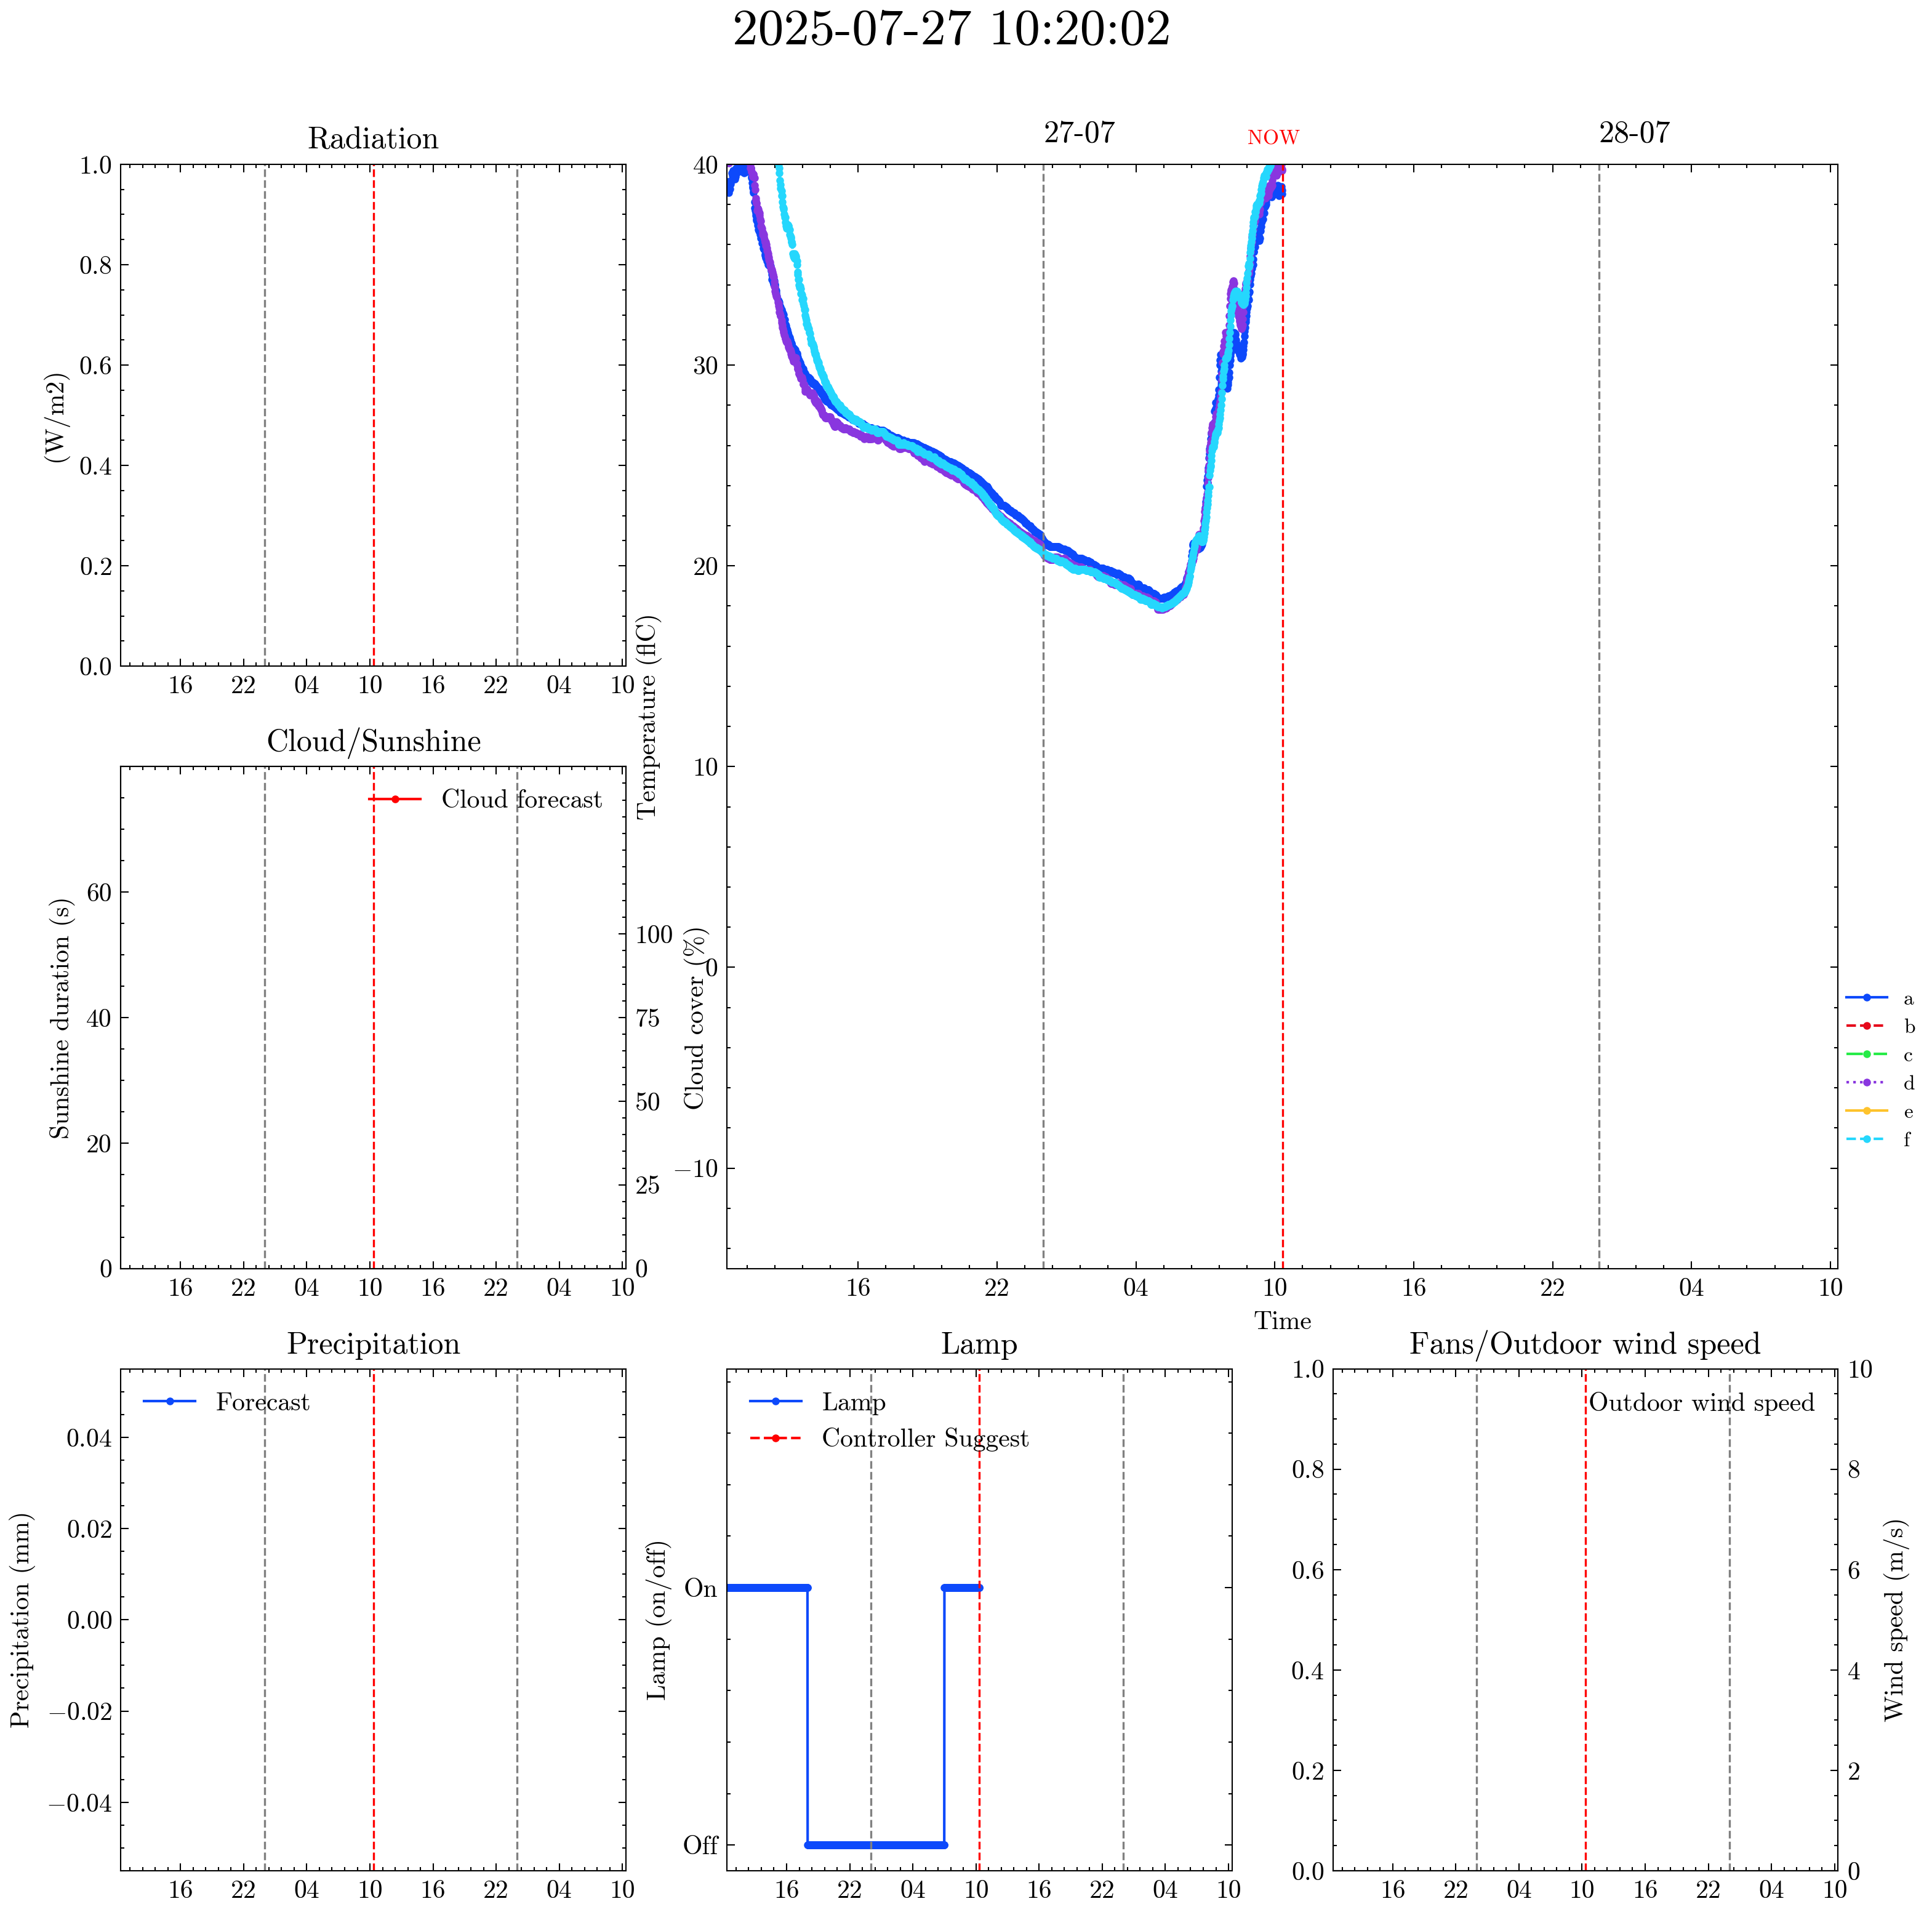 2025-07-27 10:20:02
Radiation
1.0
0.8
0.6
0.4
0.2
0.0
(W/m2)
16 22 04 10 16 22 04 10
27-07 NOW 28-07
40
30
20
10
0
−10
Temperature (flC)
16 22 04 10 16 22 04 10
Time
a
b
c
d
e
f
Cloud/Sunshine
Cloud forecast
60
40
20
0
Sunshine duration (s)
100
75
50
25
0
Cloud cover (%)
16 22 04 10 16 22 04 10
Precipitation
Forecast
0.04
0.02
0.00
−0.02
−0.04
Precipitation (mm)
16 22 04 10 16 22 04 10
Lamp
Lamp
Controller Suggest
On
Off
Lamp (on/off)
16 22 04 10 16 22 04 10
Fans/Outdoor wind speed
Outdoor wind speed
1.0
0.8
0.6
0.4
0.2
0.0
10
8
6
4
2
0
Wind speed (m/s)
16 22 04 10 16 22 04 10